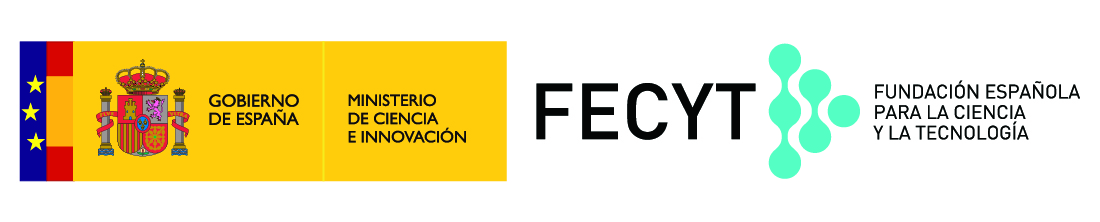 GOBIERNO
DE ESPAÑA
MINISTERIO
DE CIENCIA
E INNOVACIÓN
FECYT
FUNDACIÓN ESPAÑOLA
PARA LA CIENCIA
Y LA TECNOLOGÍA